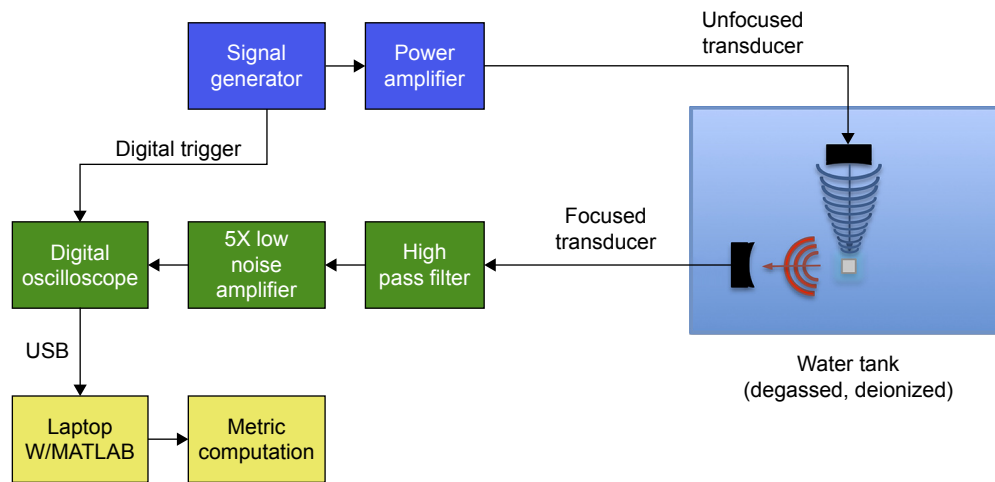 Unfocused
transducer
Signal
generator
Power
amplifier
Digital trigger
Focused
transducer
Digital
oscilloscope
5X low
noise
amplifier
High
pass filter
USB
Water tank
(degassed, deionized)
Laptop
W/MATLAB
Metric
computation